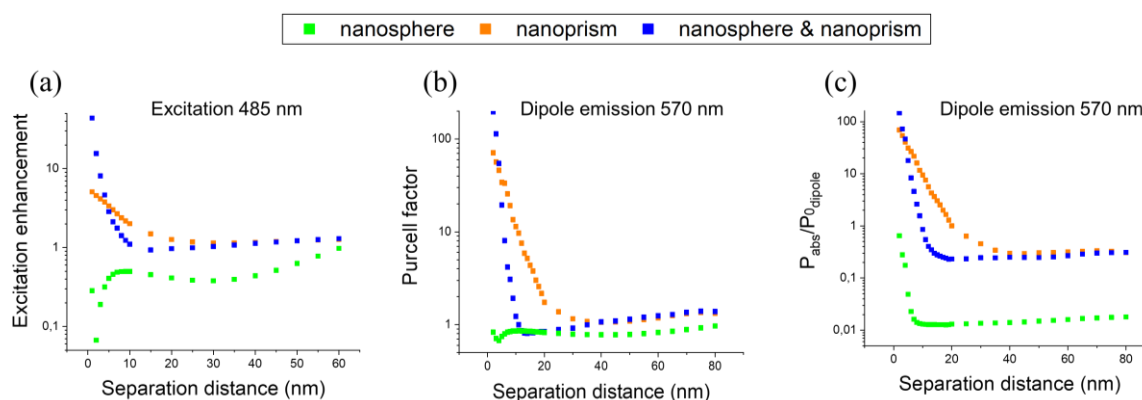 nanosphere nanoprism nanosphere & nanoprism
(a) Excitation 485 nm
Excitation enhancement
10
1
0,1
0 10 20 30 40 50 60
Separation distance (nm)
(b) Dipole emission 570 nm
Purcell factor
100
10
1
0 20 40 60 80
Separation distance (nm)
(c) Dipole emission 570 nm
Pabs/P0dipole
100
10
1
0,1
0,01
0 20 40 60 80
Separation distance (nm)